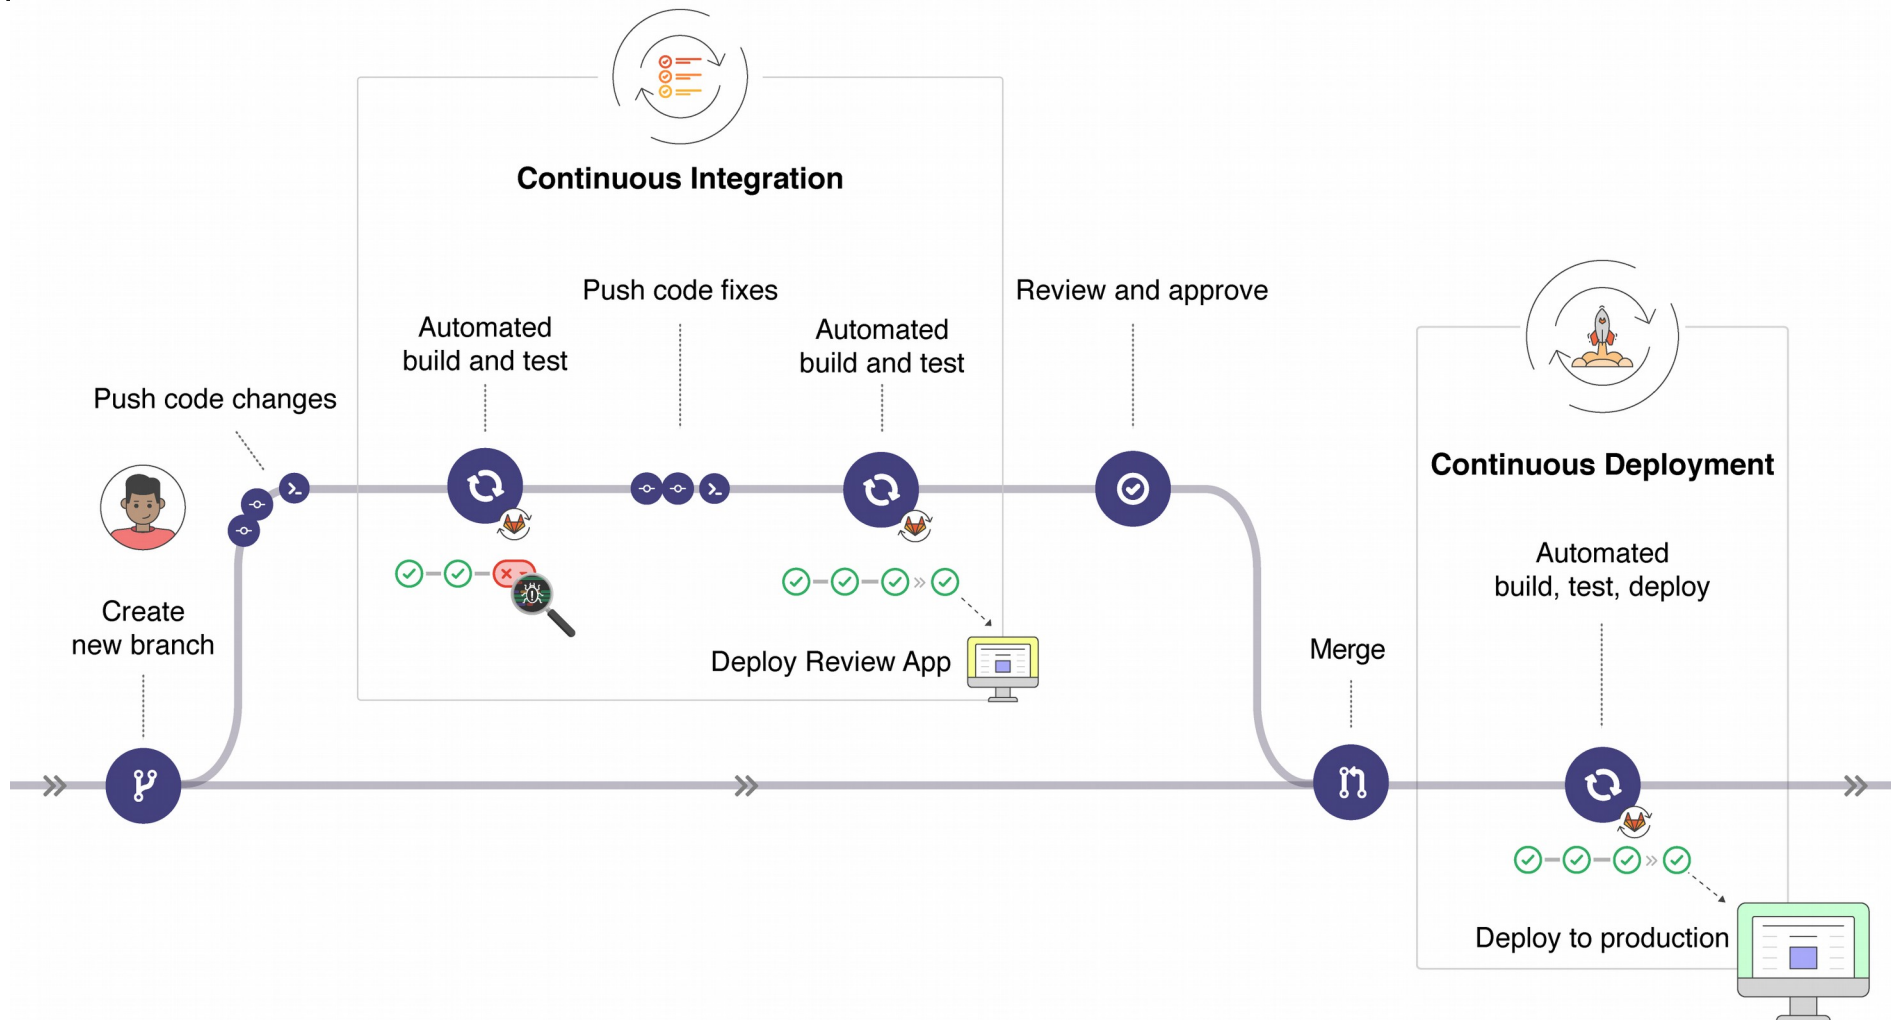 Continuous Integration
Push code fixes
Review and approve
Automated
build and test
Automated
build and test
Push code changes
Continuous Deployment
Automated
build, test, deploy
Create
new branch
Merge
Deploy Review App
Deploy to production